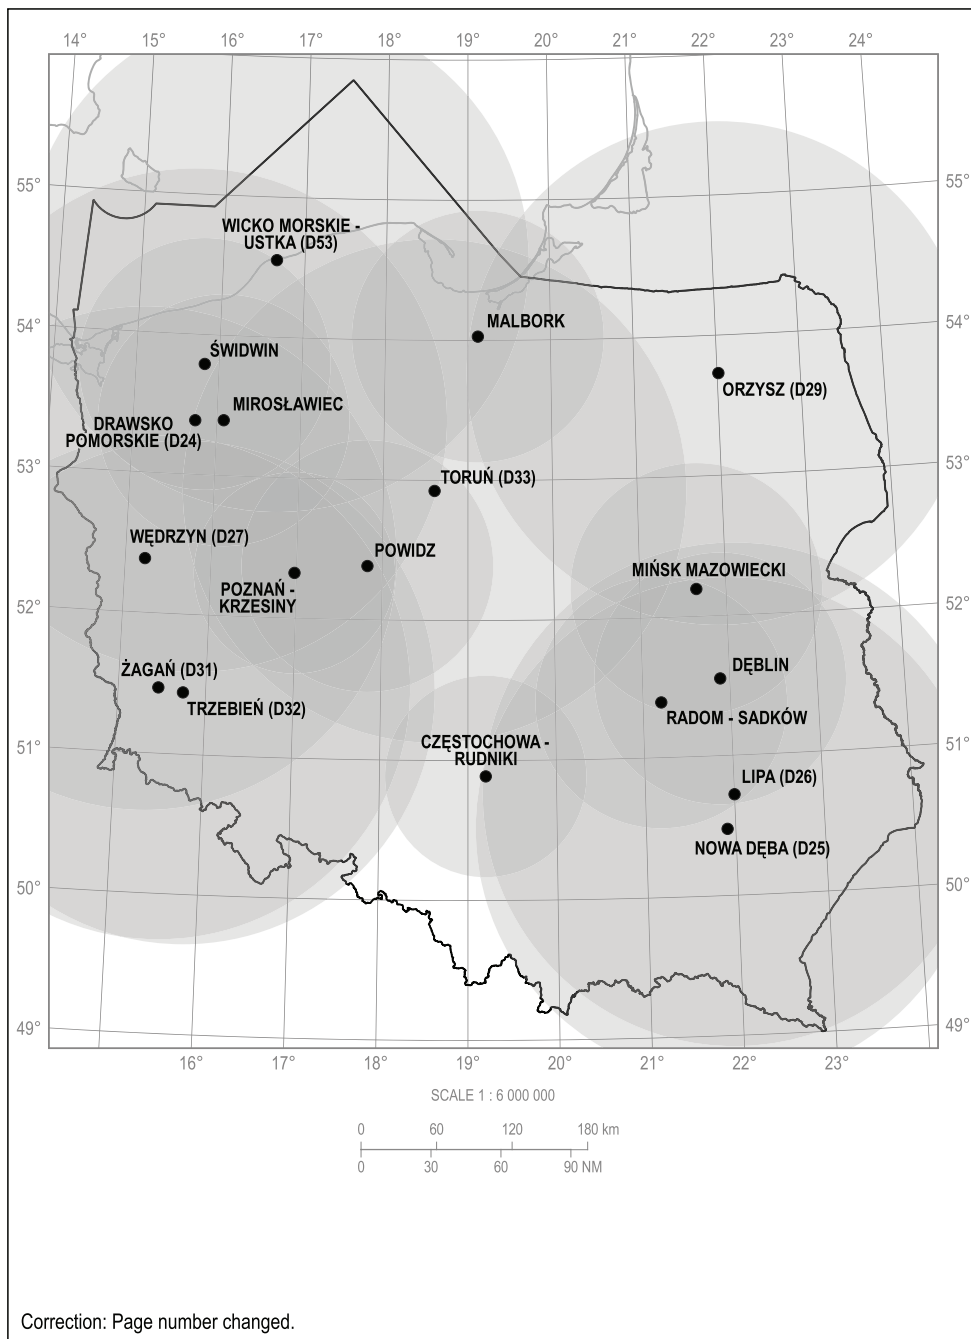 14° 15° 16° 17° 18° 19° 20° 21° 22° 23° 24°
55° 55°
WICKO MORSKIE -
USTKA (D53)
54° 54°
MALBORK
ŚWIDWIN
ORZYSZ (D29)
MIROSŁAWIEC
DRAWSKO
POMORSKIE (D24)
53° 53°
TORUŃ (D33)
WĘDRZYN (D27)
POWIDZ
MIŃSK MAZOWIECKI
POZNAŃ -
KRZESINY
52° 52°
DĘBLIN
ŻAGAŃ (D31)
TRZEBIEŃ (D32)
RADOM - SADKÓW
51° 51°
CZĘSTOCHOWA -
RUDNIKI
LIPA (D26)
NOWA DĘBA (D25)
50° 50°
49° 49°
16° 17° 18° 19° 20° 21° 22° 23°
SCALE 1 : 6 000 000
0 60 120 180 km
0 30 60 90 NM
Correction: Page number changed.